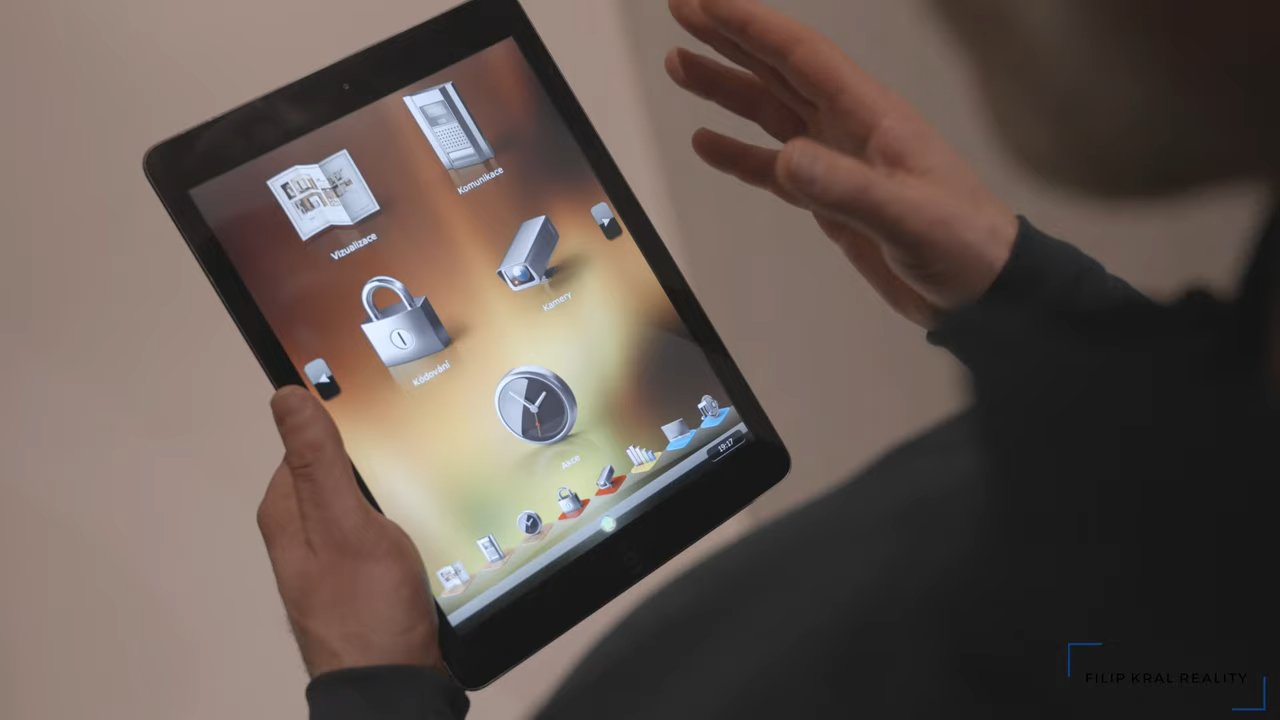 Komunikace
Vizualizace
Kamery
Kódování
Akce
19:17
FILIP KRAL REALITY